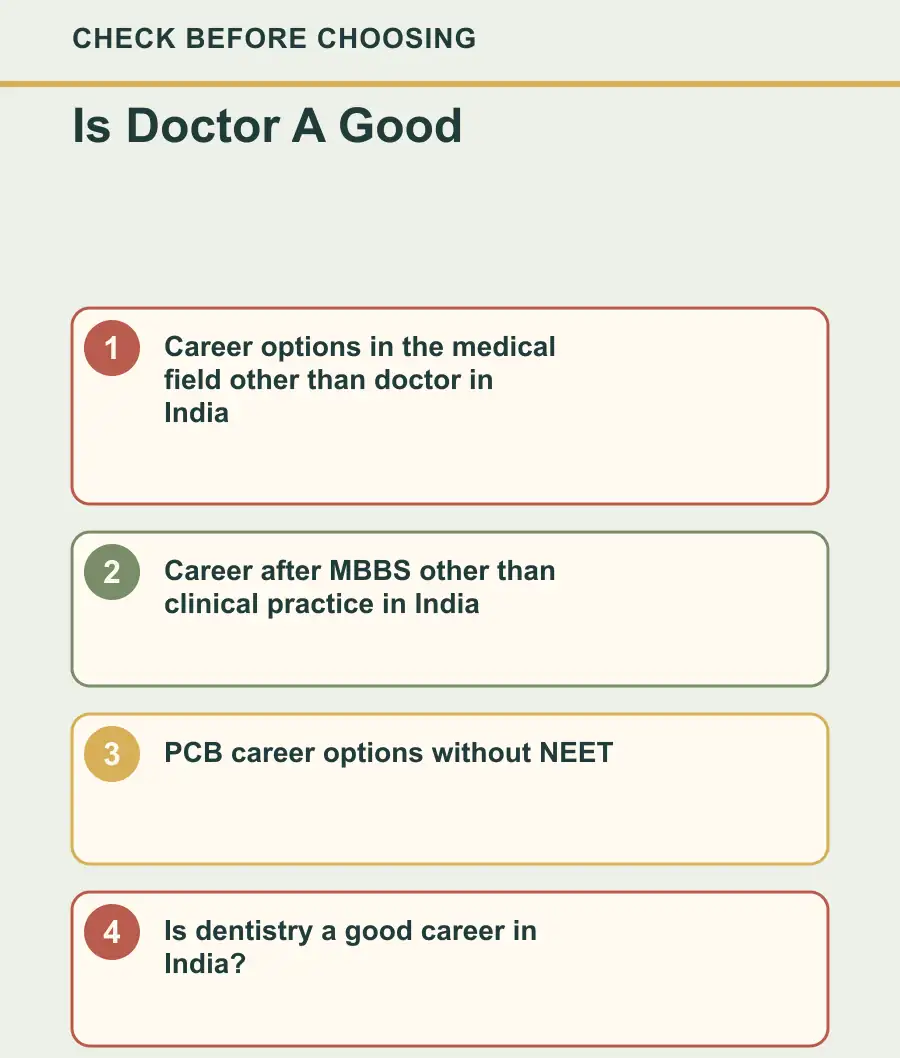 CHECK BEFORE CHOOSING
Is Doctor A Good
1
Career options in the medical
field other than doctor in
India
2
Career after MBBS other than
clinical practice in India
3
PCB career options without NEET
4
Is dentistry a good career in
India?